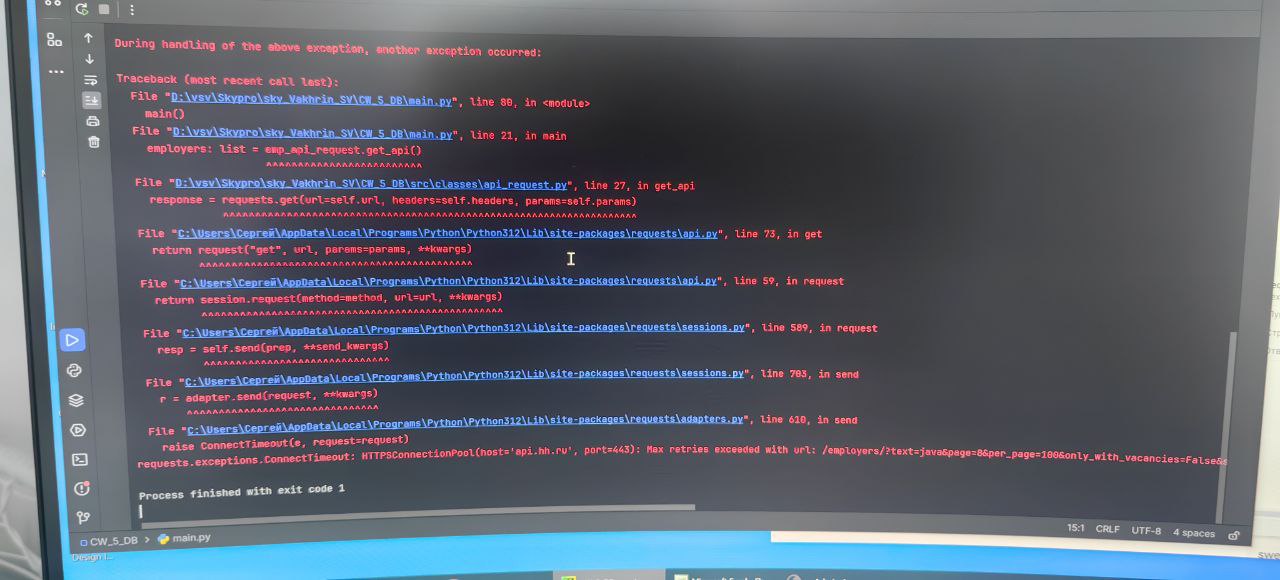 During handling of the above exception, another exception occurred:
Traceback (most recent call last):
File "D:\vsv\Skypro\sky_Vakhrin_SV\CW_5_DB\main.py", line 80, in <module>
main()
File "D:\vsv\Skypro\sky_Vakhrin_SV\CW_5_DB\main.py", line 21, in main
employers: list = emp_api_request.get_api()
^^^^^^^^^^^^^^^^^^^^^^^^^
File "D:\vsv\Skypro\sky_Vakhrin_SV\CW_5_DB\src\classes\api_request.py", line 27, in get_api
response = requests.get(url=self.url, headers=self.headers, params=self.params)
^^^^^^^^^^^^^^^^^^^^^^^^^^^^^^^^^^^^^^^^^^^^^^^^^^^^^^^^^^^^^^^^^^^^
File "C:\Users\Сергей\AppData\Local\Programs\Python\Python312\Lib\site-packages\requests\api.py", line 73, in get
return request("get", url, params=params, **kwargs)
^^^^^^^^^^^^^^^^^^^^^^^^^^^^^^^^^^^^^^^^^^^^
File "C:\Users\Сергей\AppData\Local\Programs\Python\Python312\Lib\site-packages\requests\api.py", line 59, in request
return session.request(method=method, url=url, **kwargs)
^^^^^^^^^^^^^^^^^^^^^^^^^^^^^^^^^^^^^^^^^^^^^^^^^
File "C:\Users\Сергей\AppData\Local\Programs\Python\Python312\Lib\site-packages\requests\sessions.py", line 589, in request
resp = self.send(prep, **send_kwargs)
^^^^^^^^^^^^^^^^^^^^^^^^^^^^^^
File "C:\Users\Сергей\AppData\Local\Programs\Python\Python312\Lib\site-packages\requests\sessions.py", line 703, in send
r = adapter.send(request, **kwargs)
^^^^^^^^^^^^^^^^^^^^^^^^^^^^^^^
File "C:\Users\Сергей\AppData\Local\Programs\Python\Python312\Lib\site-packages\requests\adapters.py", line 610, in send
raise ConnectTimeout(e, request=request)
requests.exceptions.ConnectTimeout: HTTPSConnectionPool(host='api.hh.ru', port=443): Max retries exceeded with url: /employers/?text=java&page=8&per_page=100&only_with_vacancies=False&s
Process finished with exit code 1
CW_5_DB > main.py
15:1 CRLF UTF-8 4 spaces